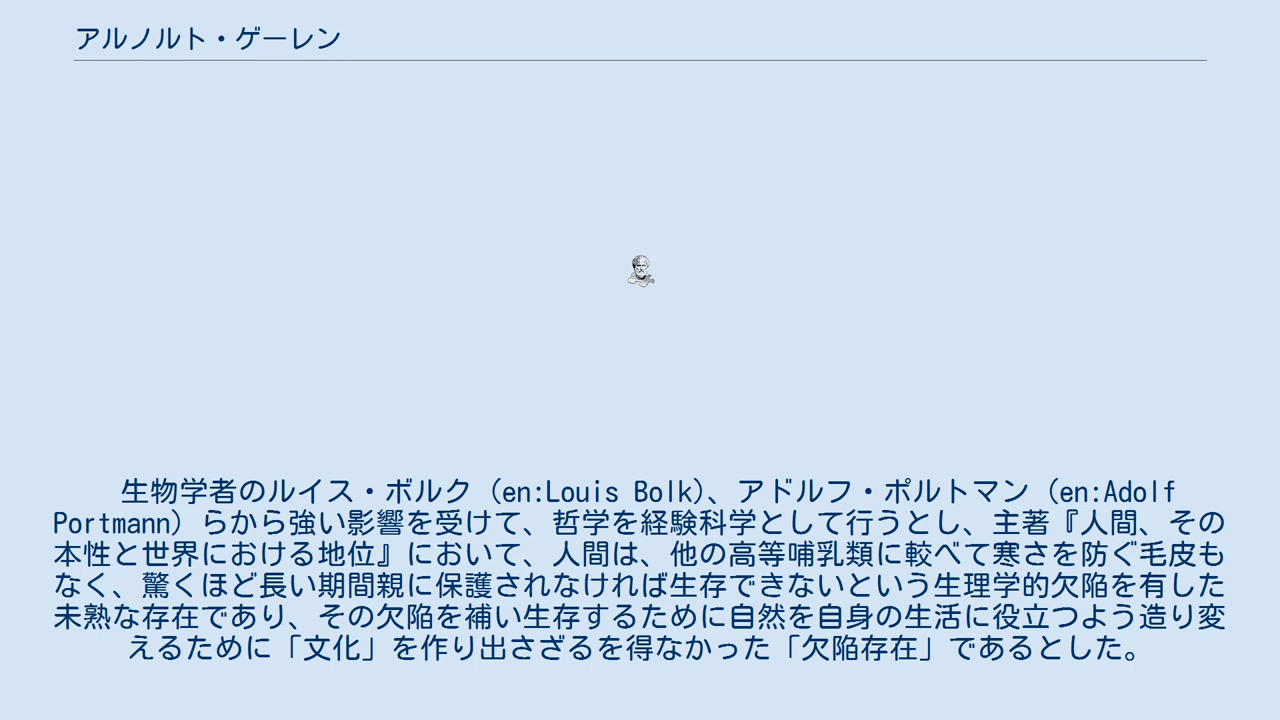 アルノルト・ゲーレン
生物学者のルイス・ボルク（en:Louis Bolk)、アドルフ・ポルトマン（en:Adolf
Portmann）らから強い影響を受けて、哲学を経験科学として行うとし、主著『人間、その
本性と世界における地位』において、人間は、他の高等哺乳類に較べて寒さを防ぐ毛皮も
なく、驚くほど長い期間親に保護されなければ生存できないという生理学的欠陥を有した
未熟な存在であり、その欠陥を補い生存するために自然を自身の生活に役立つよう造り変
えるために「文化」を作り出さざるを得なかった「欠陥存在」であるとした。